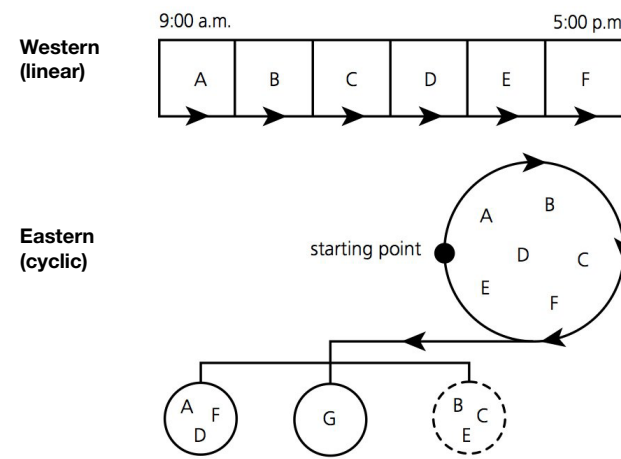 9:00 a.m. 5:00 p.m
Western
(linear)
A B C D E F
Eastern
(cyclic)
starting point
A B
D C
E F
A F
D
G
B C
E